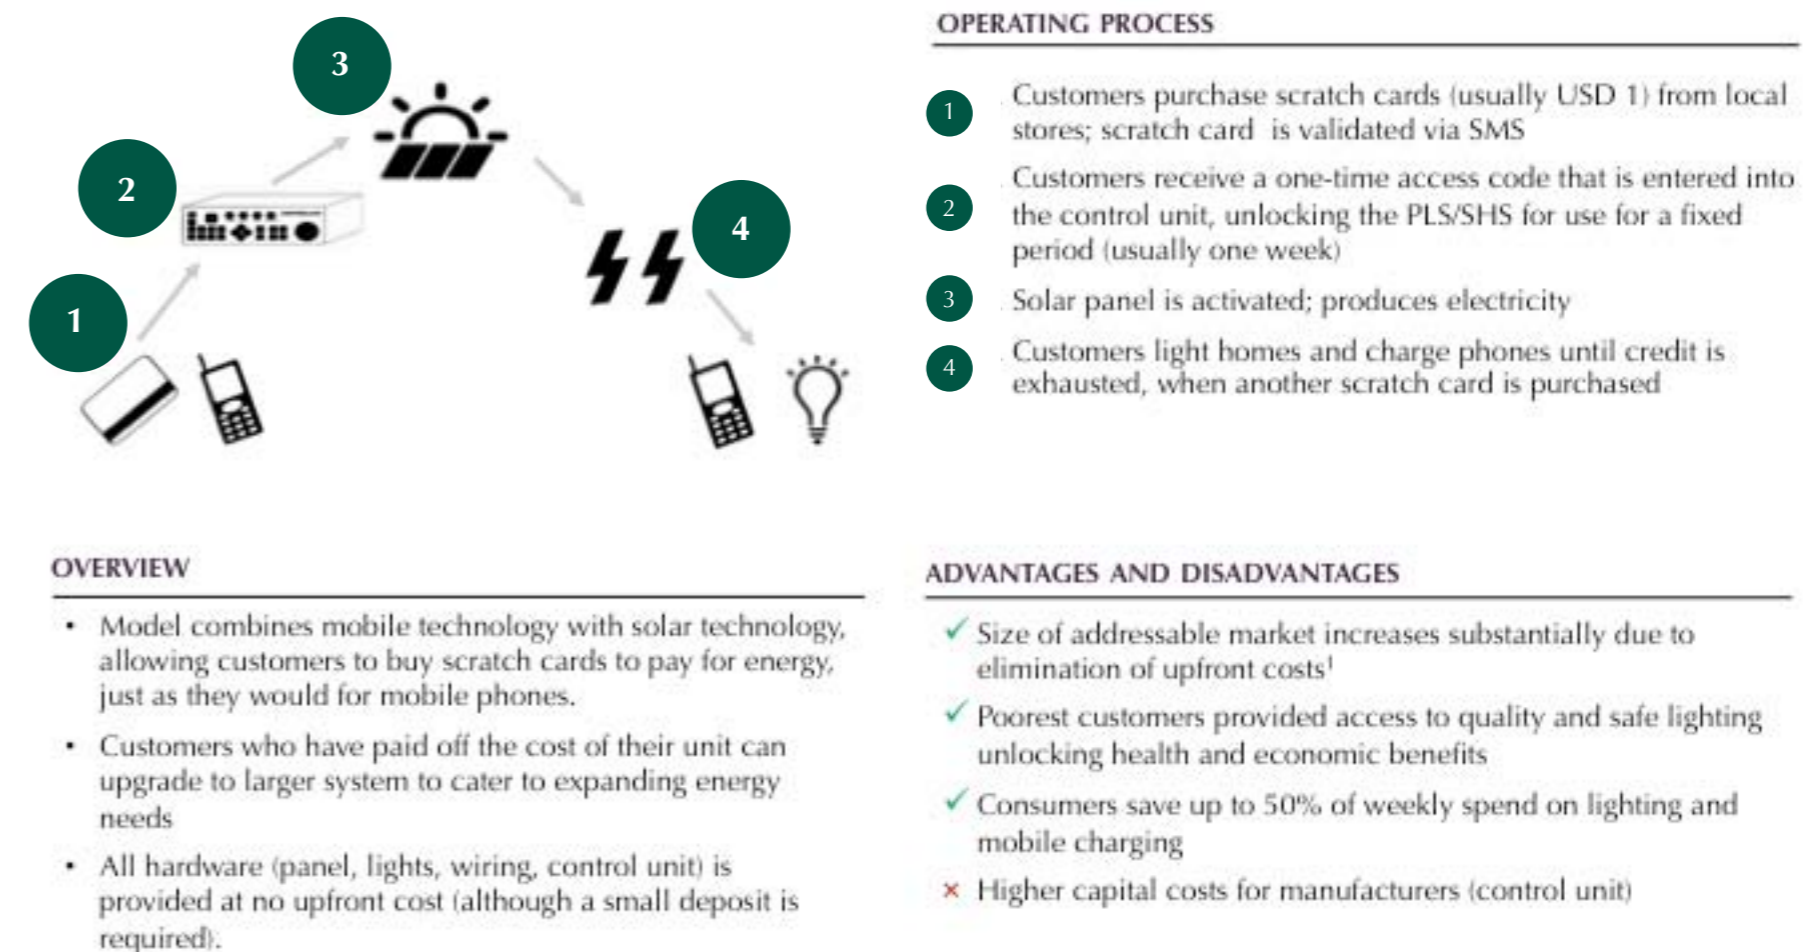 3
2
4
1
OPERATING PROCESS
1 Customers purchase scratch cards (usually USD 1) from local
stores; scratch card is validated via SMS
2 Customers receive a one-time access code that is entered into
the control unit, unlocking the PLS/SHS for use for a fixed
period (usually one week)
3 Solar panel is activated; produces electricity
4 Customers light homes and charge phones until credit is
exhausted, when another scratch card is purchased
OVERVIEW
• Model combines mobile technology with solar technology,
allowing customers to buy scratch cards to pay for energy,
just as they would for mobile phones.
• Customers who have paid off the cost of their unit can
upgrade to larger system to cater to expanding energy
needs
• All hardware (panel, lights, wiring, control unit) is
provided at no upfront cost (although a small deposit is
required).
ADVANTAGES AND DISADVANTAGES
✓ Size of addressable market increases substantially due to
elimination of upfront costs¹
✓ Poorest customers provided access to quality and safe lighting
unlocking health and economic benefits
✓ Consumers save up to 50% of weekly spend on lighting and
mobile charging
× Higher capital costs for manufacturers (control unit)